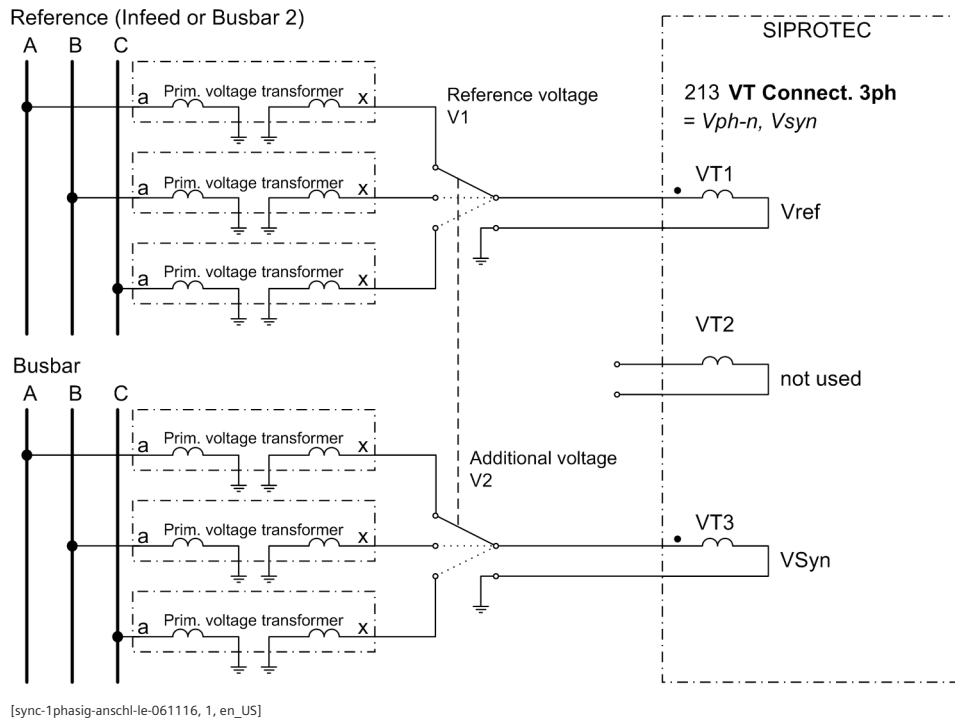 Reference (Infeed or Busbar 2)
A B C
SIPROTEC
213 VT Connect. 3ph
= Vph-n, Vsyn
a Prim. voltage transformer x
Reference voltage
V1
a Prim. voltage transformer x
VT1
Vref
a Prim. voltage transformer x
VT2
not used
Busbar
A B C
a Prim. voltage transformer x
Additional voltage
V2
a Prim. voltage transformer x
VT3
VSyn
a Prim. voltage transformer x
[sync-1phasig-anschl-le-061116, 1, en_US]